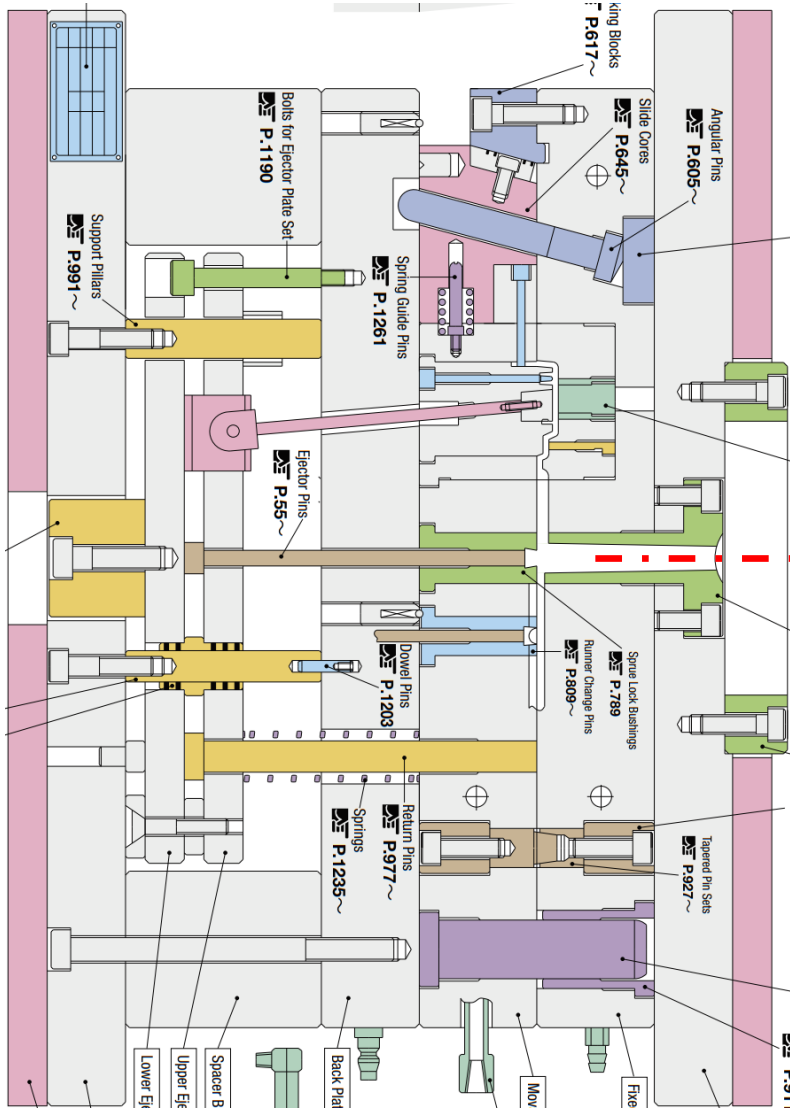 king Blocks
P.617~
Slide Cores
P.645~
Angular Pins
P.605~
Bolts for Ejector Plate Set
P.1190
Support Pillars
P.991~
Spring Guide Pins
P.1261
Ejector Pins
P.55~
Dowel Pins
P.1203
Sprue Lock Bushings
P.789
Runner Change Pins
P.809~
Return Pins
P.977~
Springs
P.1235~
Tapered Pin Sets
P.927~
Lower Eje
Upper Eje
Spacer B
Back Plat
Mov
Fixe